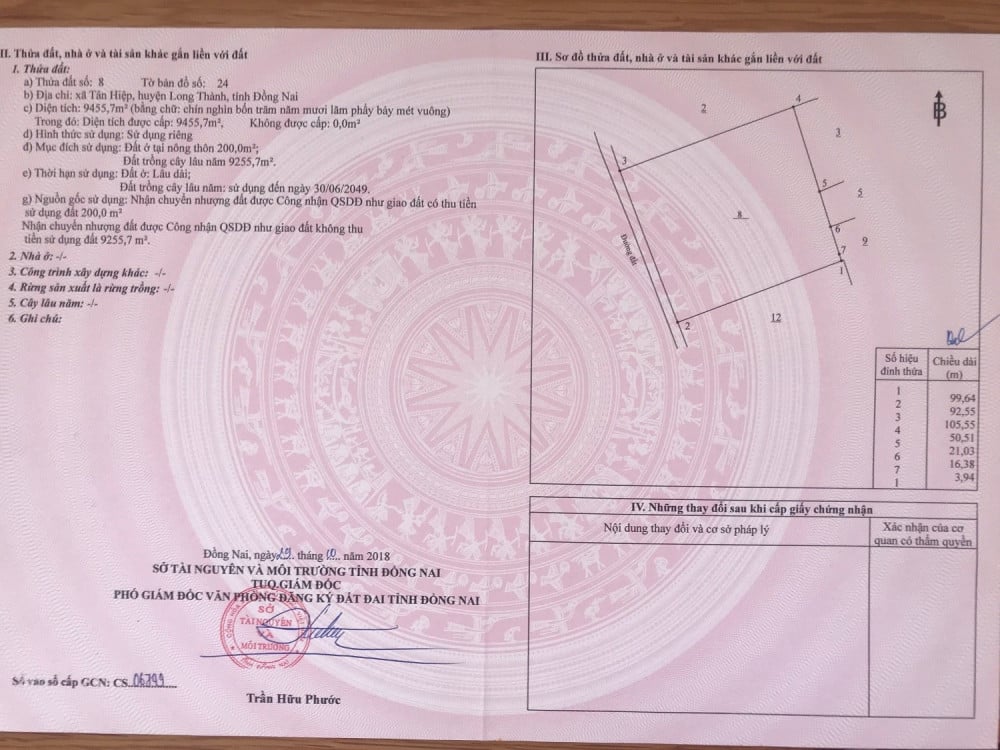 II. Thửa đất, nhà ở và tài sản khác gắn liền với đất
1. Thửa đất:
a) Thửa đất số: 8 Tờ bản đồ số: 24
b) Địa chỉ: xã Tân Hiệp, huyện Long Thành, tỉnh Đồng Nai
c) Diện tích: 9455,7m² (bằng chữ: chín nghìn bốn trăm năm mươi lăm phẩy bảy mét vuông)
Trong đó: Diện tích được cấp: 9455,7m², Không được cấp: 0,0m²
d) Hình thức sử dụng: Sử dụng riêng
đ) Mục đích sử dụng: Đất ở tại nông thôn 200,0m²;
Đất trồng cây lâu năm 9255,7m².
e) Thời hạn sử dụng: Đất ở: Lâu dài;
Đất trồng cây lâu năm: sử dụng đến ngày 30/06/2049.
g) Nguồn gốc sử dụng: Nhận chuyển nhượng đất được Công nhận QSDĐ như giao đất có thu tiền
sử dụng đất 200,0 m²
Nhận chuyển nhượng đất được Công nhận QSDĐ như giao đất không thu
tiền sử dụng đất 9255,7 m².
2. Nhà ở: -/-
3. Công trình xây dựng khác: -/-
4. Rừng sản xuất là rừng trồng: -/-
5. Cây lâu năm: -/-
6. Ghi chú:
Đồng Nai, ngày 29 tháng 10 năm 2018
SỞ TÀI NGUYÊN VÀ MÔI TRƯỜNG TỈNH ĐỒNG NAI
TUQ.GIÁM ĐỐC
PHÓ GIÁM ĐỐC VĂN PHÒNG ĐĂNG KÝ ĐẤT ĐAI TỈNH ĐỒNG NAI
SỞ
TÀI NGUYÊN
VÀ
MÔI TRƯỜNG
TỈNH ĐỒNG NAI
Trần Hữu Phước
Số vào sổ cấp GCN: CS 06799
III. Sơ đồ thửa đất, nhà ở và tài sản khác gắn liền với đất
B
2
4
3
3
5
5
8
6
9
7
1
Đường đất
2
12
Số hiệu đỉnh thửa Chiều dài (m)
1
99,64
2
92,55
3
105,55
4
50,51
5
21,03
6
16,38
7
3,94
1
IV. Những thay đổi sau khi cấp giấy chứng nhận
Nội dung thay đổi và cơ sở pháp lý
Xác nhận của cơ
quan có thẩm quyền